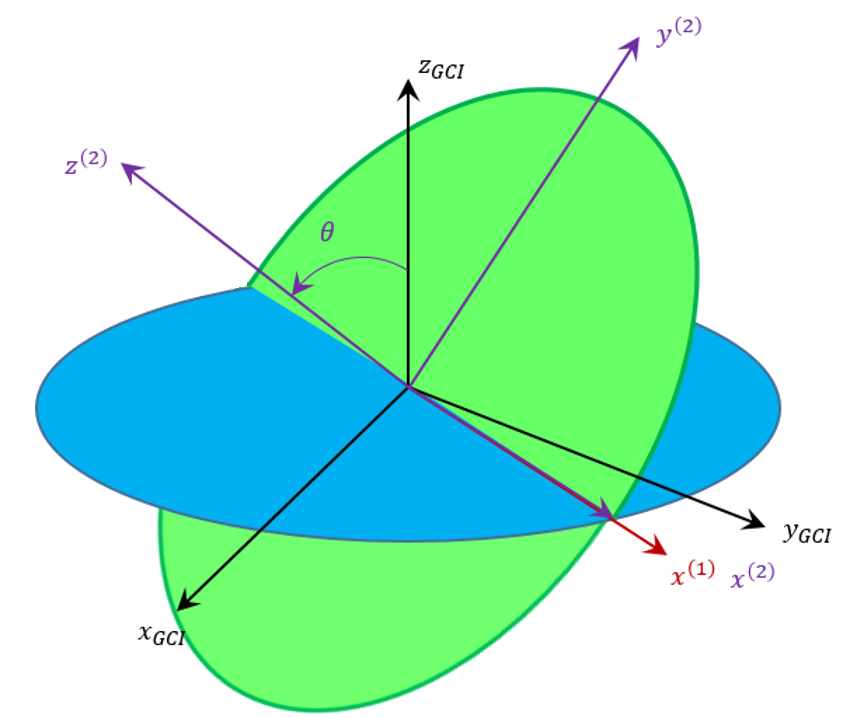 y⁽²⁾
z_GCI
z⁽²⁾
θ
y_GCI
x⁽¹⁾ x⁽²⁾
x_GCI